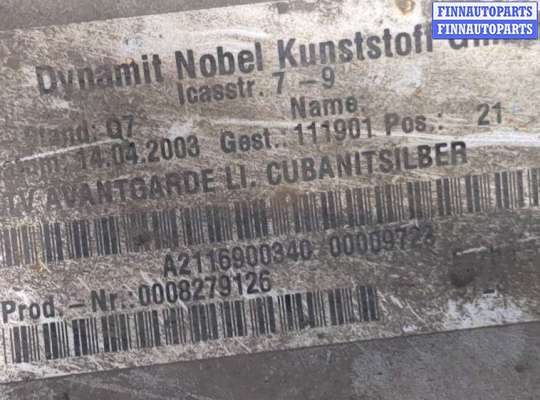 FINNAUTOPARTS
FINNAUTOPARTS
Dynamit Nobel Kunststoff
Icasstr. 7 -9
Name:
Q7
14.04.2003 Gest.: 111901 Pos.: 21
AVANTGARDE LI. CUBANITSILBER
A2116900340 00009728
Prod.-Nr.:0008279126